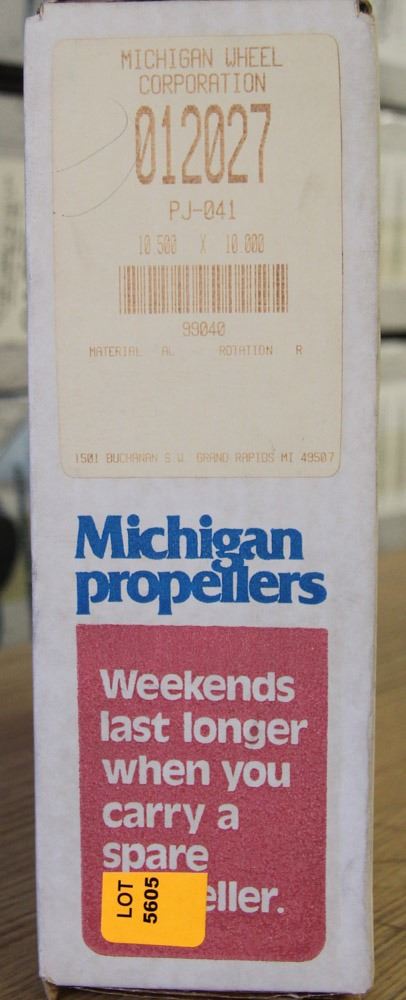 MICHIGAN WHEEL
CORPORATION
012027
PJ-041
10 500 X 10 000
99040
MATERIAL AL ROTATION R
1501 BUCHANAN S W GRAND RAPIDS MI 49507
Michigan
propellers
Weekends
last longer
when you
carry a
spare
eller.
LOT
5605